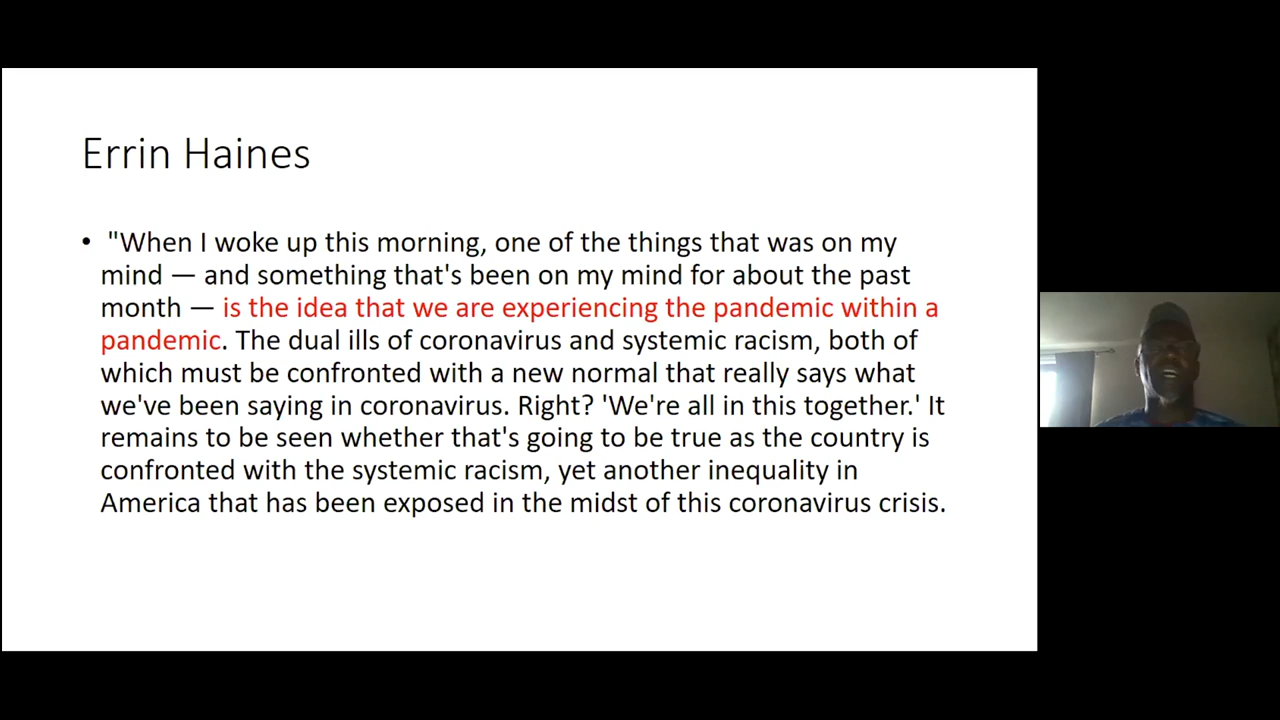 Errin Haines
• "When I woke up this morning, one of the things that was on my
mind — and something that's been on my mind for about the past
month — is the idea that we are experiencing the pandemic within a
pandemic. The dual ills of coronavirus and systemic racism, both of
which must be confronted with a new normal that really says what
we've been saying in coronavirus. Right? 'We're all in this together.' It
remains to be seen whether that's going to be true as the country is
confronted with the systemic racism, yet another inequality in
America that has been exposed in the midst of this coronavirus crisis.